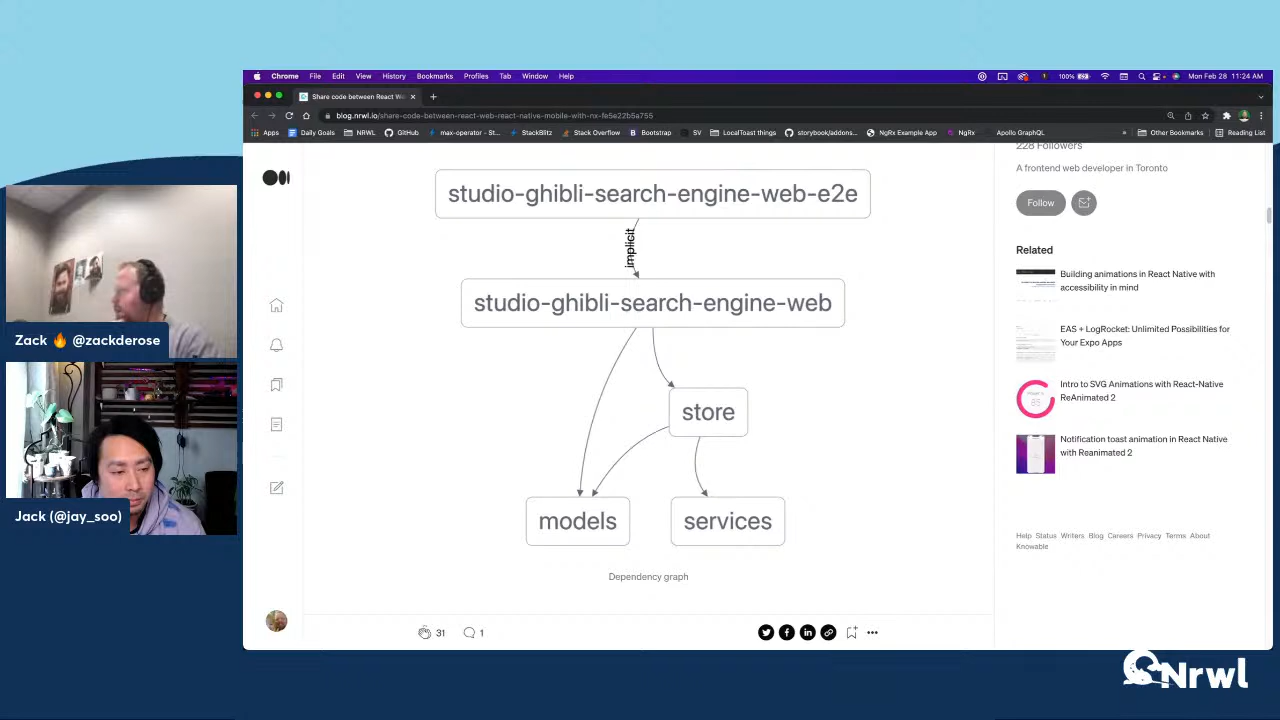 Chrome File Edit View History Bookmarks Profiles Tab Window Help
100% Mon Feb 28 11:24 AM
Share code between React We
blog.nrwl.io/share-code-between-react-web-react-native-mobile-with-nx-fe5e22b5a755
Apps Daily Goals NRWL GitHub max-operator - St... StackBlitz Stack Overflow Bootstrap SV LocalToast things storybook/addons... NgRx Example App NgRx Apollo GraphQL » Other Bookmarks Reading List
228 Followers
A frontend web developer in Toronto
Follow
studio-ghibli-search-engine-web-e2e
implicit
studio-ghibli-search-engine-web
store
models
services
Dependency graph
31
1
Related
Building animations in React Native with
accessibility in mind
EAS + LogRocket: Unlimited Possibilities for
Your Expo Apps
Intro to SVG Animations with React-Native
ReAnimated 2
Notification toast animation in React Native
with Reanimated 2
Help Status Writers Blog Careers Privacy Terms About
Knowable
Zack 🔥 @zackderose
Jack (@jay_soo)
Nrwl